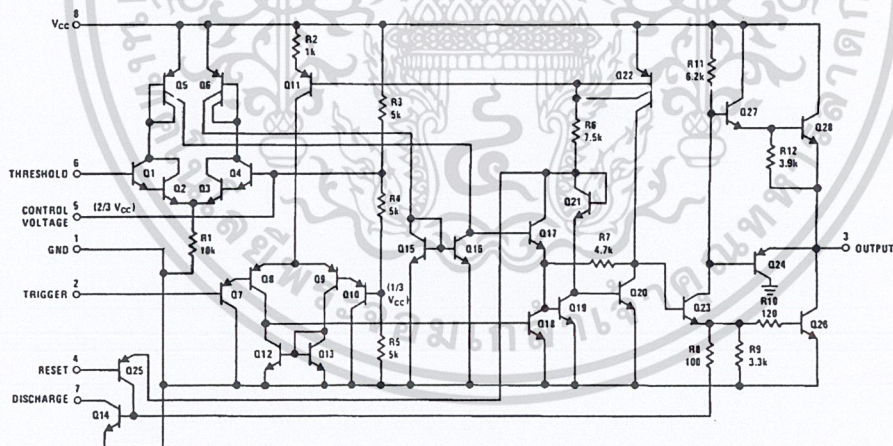 VCC 8
R2
1k
Q5
Q6
Q11
R3
5k
Q22
R11
6.2k
Q27
Q28
R12
3.9k
R6
7.5k
THRESHOLD 6
Q1
Q2
Q3
Q4
CONTROL VOLTAGE 5 (2/3 VCC)
R4
5k
Q21
R1
10k
GND 1
Q15
Q16
Q17
R7
4.7k
3 OUTPUT
Q24
TRIGGER 2
Q7
Q8
Q9
Q10
(1/3
VCC)
Q18
Q19
Q20
Q23
R10
120
Q26
Q12
Q13
R5
5k
R8
100
R9
3.3k
RESET 4
Q25
DISCHARGE 7
Q14